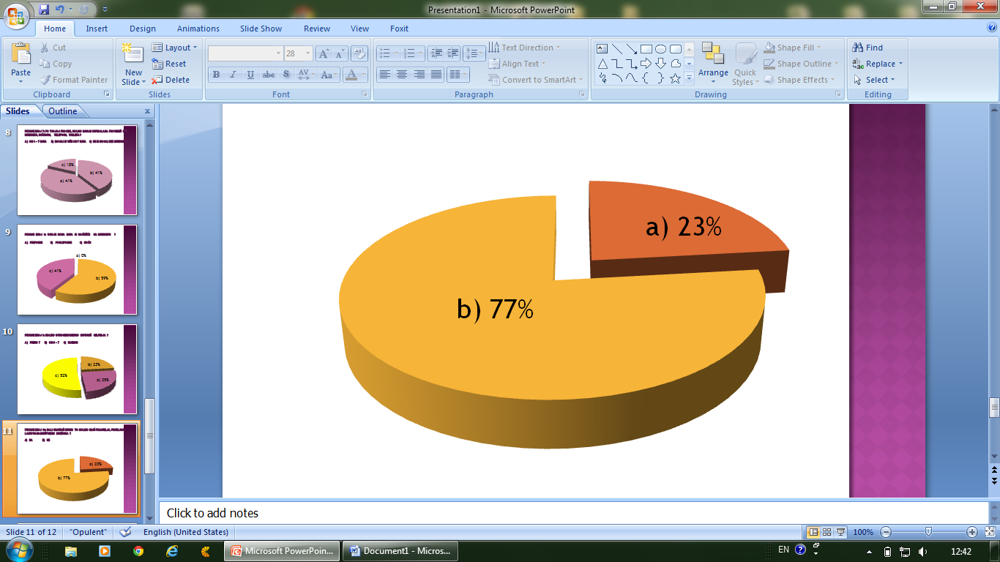 Presentation1 - Microsoft PowerPoint
Home Insert Design Animations Slide Show Review View Foxit
Paste
Cut
Copy
Format Painter
Clipboard
New Slide
Layout
Reset
Delete
Slides
28
B I U abc S AV Aa A
Font
Text Direction
Align Text
Convert to SmartArt
Paragraph
Arrange
Quick Styles
Shape Fill
Shape Outline
Shape Effects
Drawing
Find
Replace
Select
Editing
Slides Outline x
8
c) 18%
b) 41%
a) 41%
9
a) 0%
c) 41%
b) 59%
10
b) 23%
c) 52%
a) 25%
11
a) 23%
b) 77%
a) 23%
b) 77%
Click to add notes
Slide 11 of 12 "Opulent" English (United States) 100%
Microsoft PowerPoin... Document1 - Micros... EN 12:42